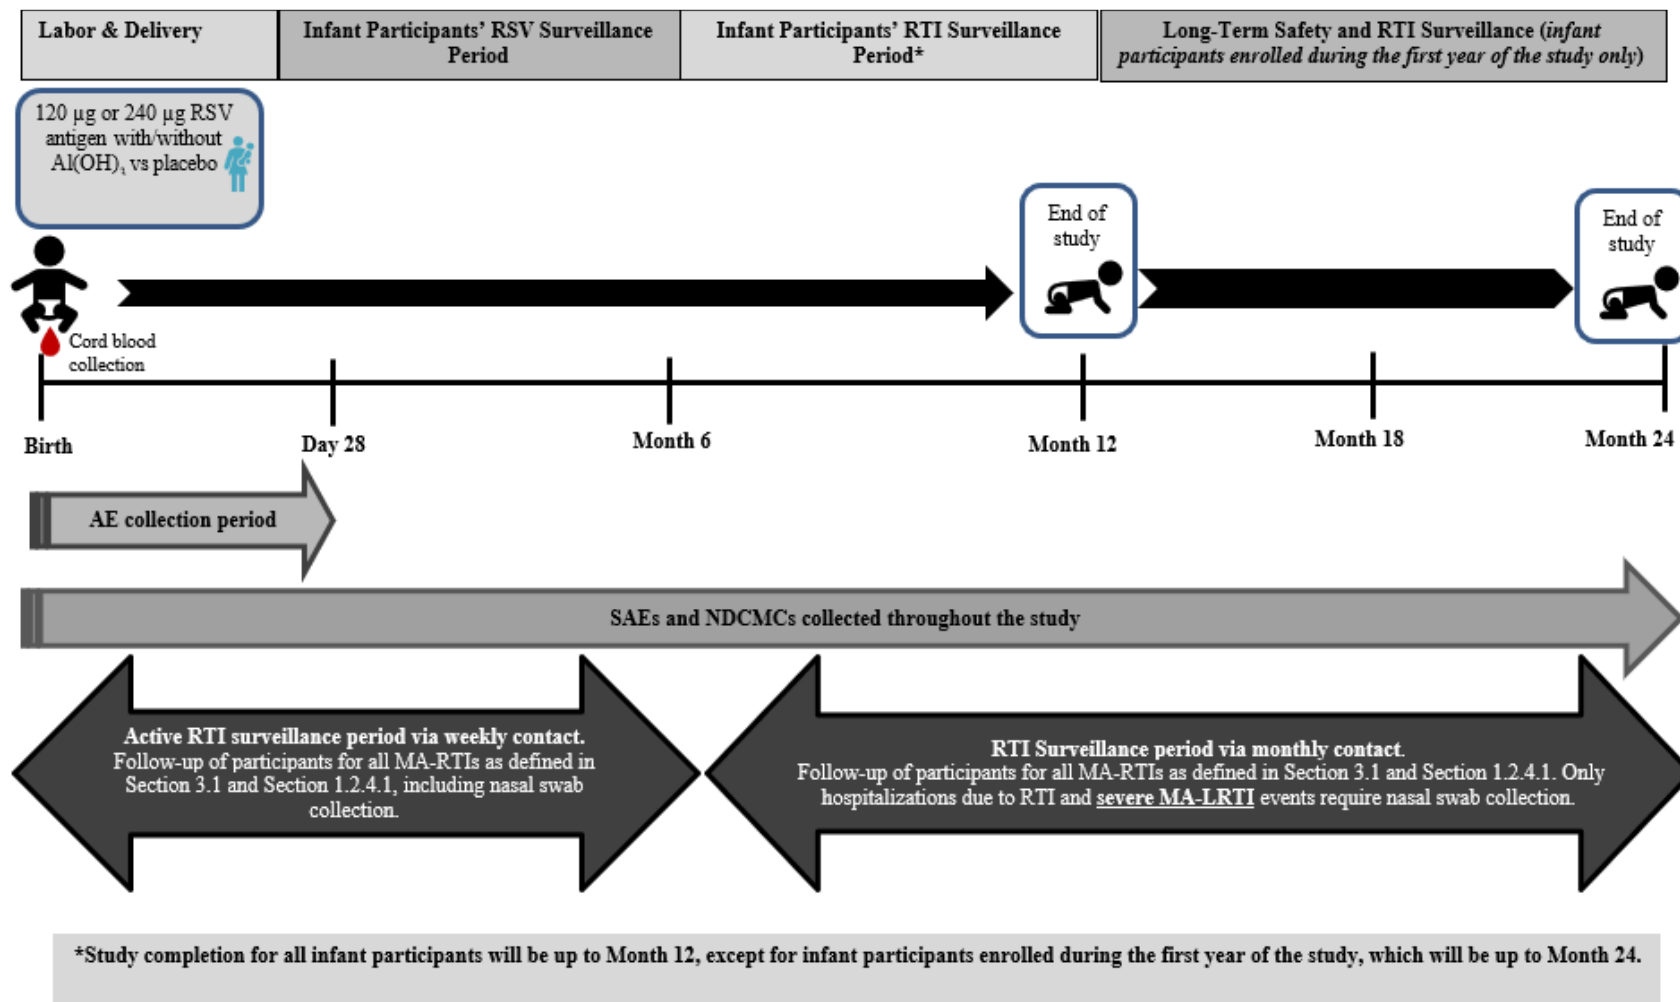 Labor & Delivery
Infant Participants' RSV Surveillance
Period
Infant Participants' RTI Surveillance
Period*
Long-Term Safety and RTI Surveillance (infant
participants enrolled during the first year of the study only)
120 µg or 240 µg RSV
antigen with/without
Al(OH)₃ vs placebo
End of
study
End of
study
Cord blood
collection
Birth
Day 28
Month 6
Month 12
Month 18
Month 24
AE collection period
SAEs and NDCMCs collected throughout the study
Active RTI surveillance period via weekly contact.
Follow-up of participants for all MA-RTIs as defined in
Section 3.1 and Section 1.2.4.1, including nasal swab
collection.
RTI Surveillance period via monthly contact.
Follow-up of participants for all MA-RTIs as defined in Section 3.1 and Section 1.2.4.1. Only
hospitalizations due to RTI and severe MA-LRTI events require nasal swab collection.
*Study completion for all infant participants will be up to Month 12, except for infant participants enrolled during the first year of the study, which will be up to Month 24.